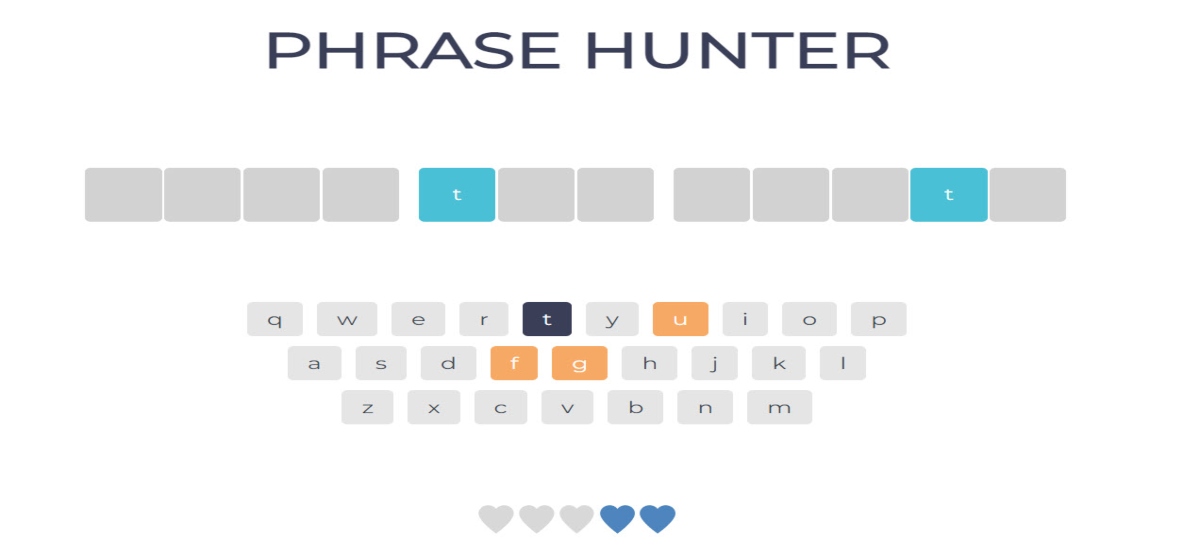 PHRASE HUNTER
t t
q w e r t y u i o p
a s d f g h j k l
z x c v b n m